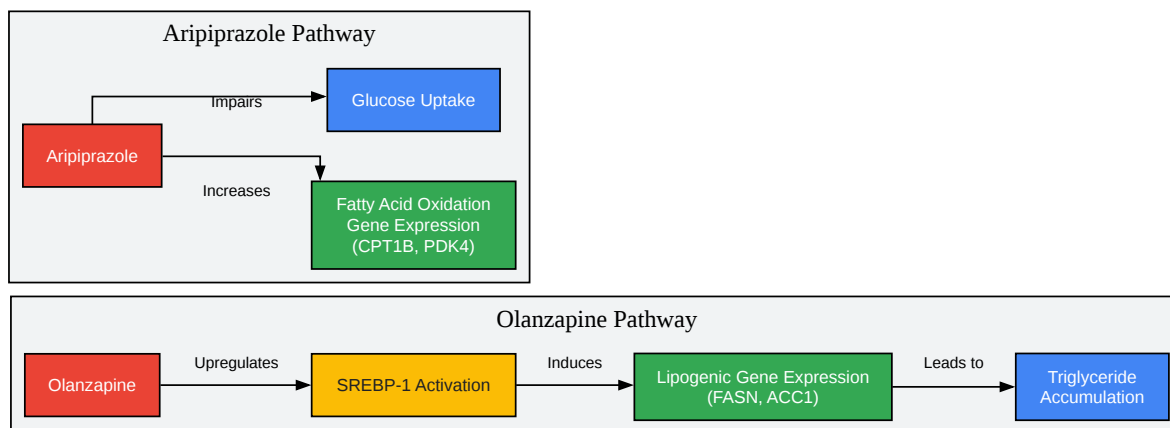 Aripiprazole Pathway
Impairs
Glucose Uptake
Aripiprazole
Increases
Fatty Acid Oxidation
Gene Expression
(CPT1B, PDK4)
Olanzapine Pathway
Olanzapine
Upregulates
SREBP-1 Activation
Induces
Lipogenic Gene Expression
(FASN, ACC1)
Leads to
Triglyceride
Accumulation